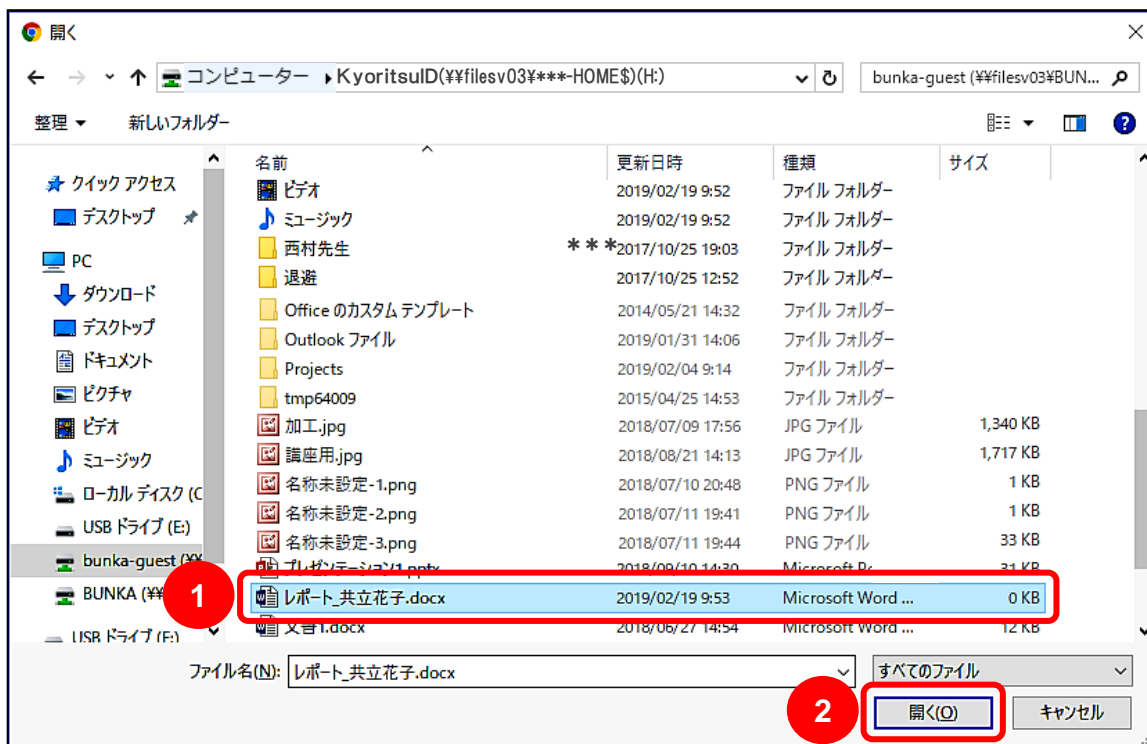 開く
コンピューター KyoritsuID(¥¥filesv03¥***-HOME$)(H:) bunka-guest (¥¥filesv03¥BUN...
整理 新しいフォルダー
クイック アクセス
デスクトップ
PC
ダウンロード
デスクトップ
ドキュメント
ピクチャ
ビデオ
ミュージック
ローカル ディスク (C
USB ドライブ (E:)
bunka-guest (¥¥
BUNKA (¥¥
USB ドライブ (E:)
名前 更新日時 種類 サイズ
ビデオ 2019/02/19 9:52 ファイル フォルダー
ミュージック 2019/02/19 9:52 ファイル フォルダー
西村先生 ***2017/10/25 19:03 ファイル フォルダー
退避 2017/10/25 12:52 ファイル フォルダー
Office のカスタム テンプレート 2014/05/21 14:32 ファイル フォルダー
Outlook ファイル 2019/01/31 14:06 ファイル フォルダー
Projects 2019/02/04 9:14 ファイル フォルダー
tmp64009 2015/04/25 14:53 ファイル フォルダー
加工.jpg 2018/07/09 17:56 JPG ファイル 1,340 KB
講座用.jpg 2018/08/21 14:13 JPG ファイル 1,717 KB
名称未設定-1.png 2018/07/10 20:48 PNG ファイル 1 KB
名称未設定-2.png 2018/07/11 19:41 PNG ファイル 1 KB
名称未設定-3.png 2018/07/11 19:44 PNG ファイル 33 KB
プレゼンテーション1.pptx 2018/09/10 14:30 Microsoft Pc 31 KB
1 レポート_共立花子.docx 2019/02/19 9:53 Microsoft Word ... 0 KB
文書1.docx 2018/06/27 14:54 Microsoft Word ... 12 KB
ファイル名(N): レポート_共立花子.docx すべてのファイル
2 開く(O) キャンセル